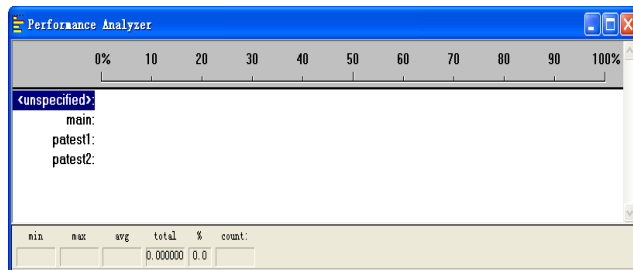 Performance Analyzer
0% 10 20 30 40 50 60 70 80 90 100%
<unspecified>:
main:
patest1:
patest2:
min max avg total % count:
0.000000 0.0